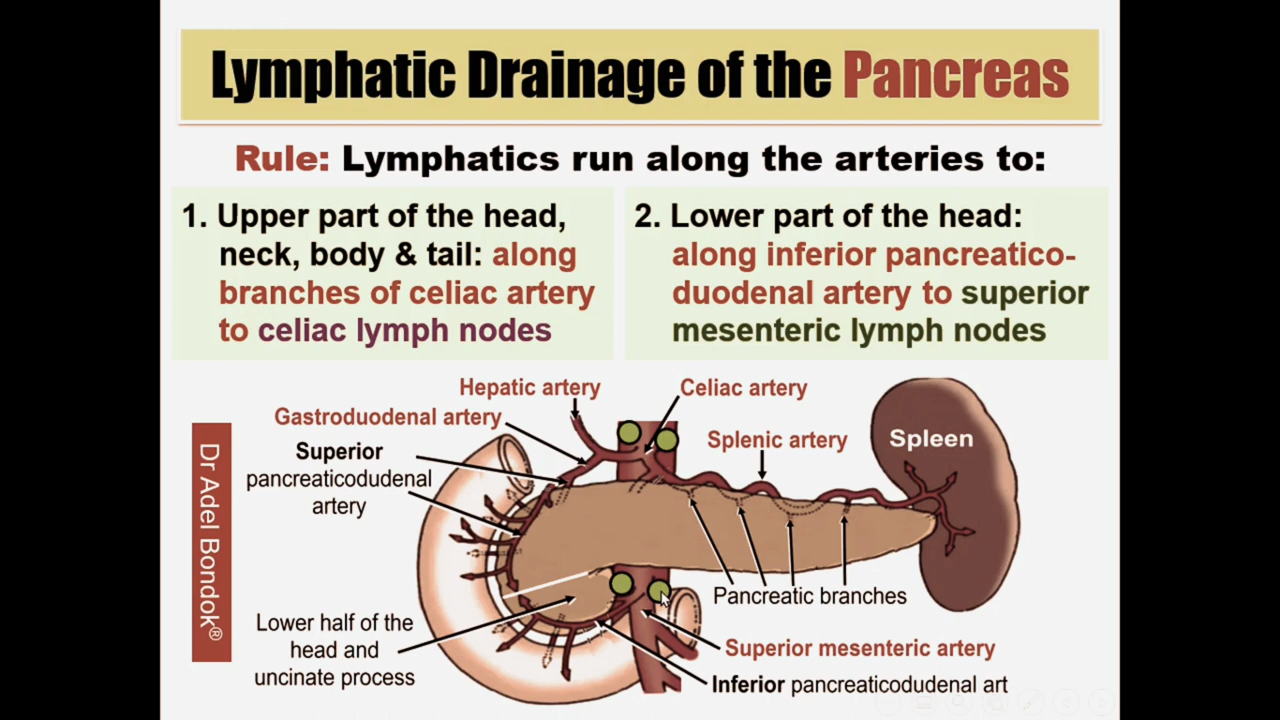 Lymphatic Drainage of the Pancreas
Rule: Lymphatics run along the arteries to:
1. Upper part of the head,
neck, body & tail: along
branches of celiac artery
to celiac lymph nodes
2. Lower part of the head:
along inferior pancreatico-
duodenal artery to superior
mesenteric lymph nodes
Hepatic artery
Celiac artery
Gastroduodenal artery
Splenic artery
Spleen
Superior
pancreaticodudenal
artery
Dr Adel Bondok®
Pancreatic branches
Lower half of the
head and
uncinate process
Superior mesenteric artery
Inferior pancreaticodudenal art